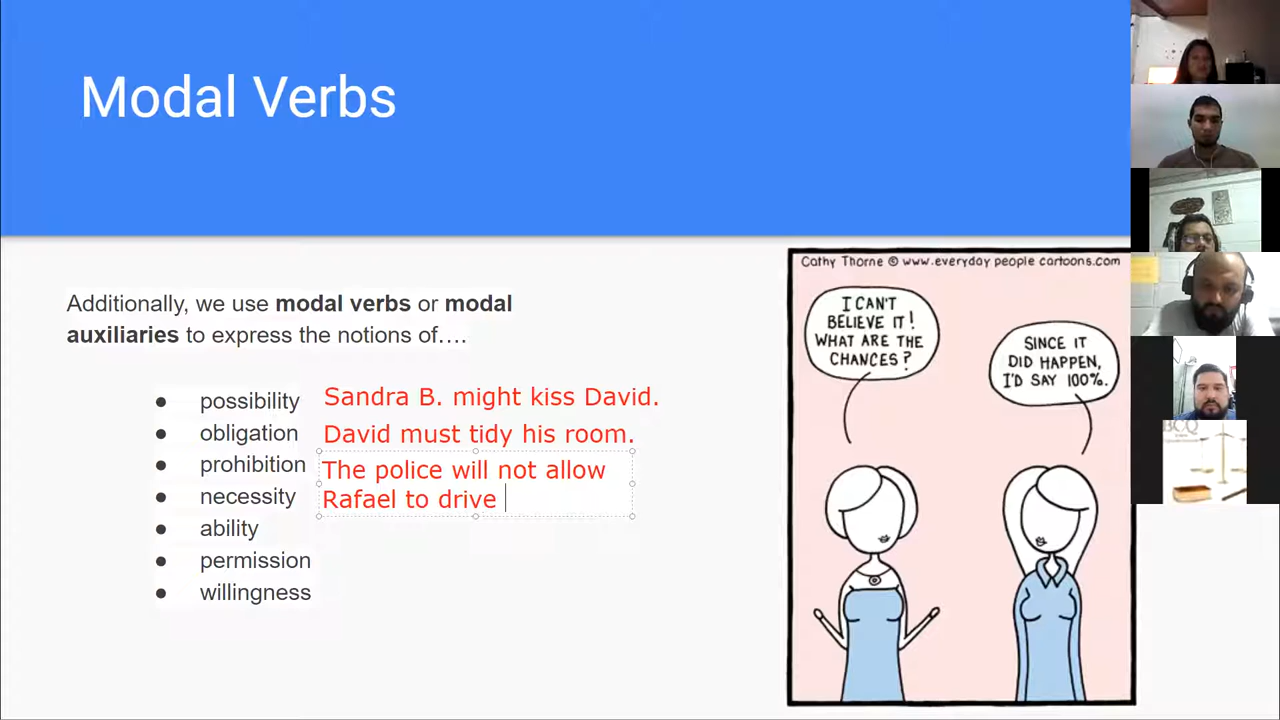 Modal Verbs
Additionally, we use modal verbs or modal
auxiliaries to express the notions of….
● possibility
● obligation
● prohibition
● necessity
● ability
● permission
● willingness
Sandra B. might kiss David.
David must tidy his room.
The police will not allow
Rafael to drive
Cathy Thorne © www.everyday people cartoons.com
I CAN'T
BELIEVE IT!
WHAT ARE THE
CHANCES?
SINCE IT
DID HAPPEN,
I'D SAY 100%.